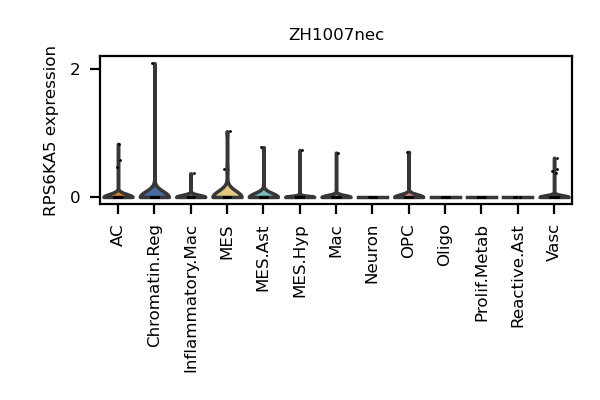 ZH1007nec
RPS6KA5 expression
2
0
AC
Chromatin.Reg
Inflammatory.Mac
MES
MES.Ast
MES.Hyp
Mac
Neuron
OPC
Oligo
Prolif.Metab
Reactive.Ast
Vasc